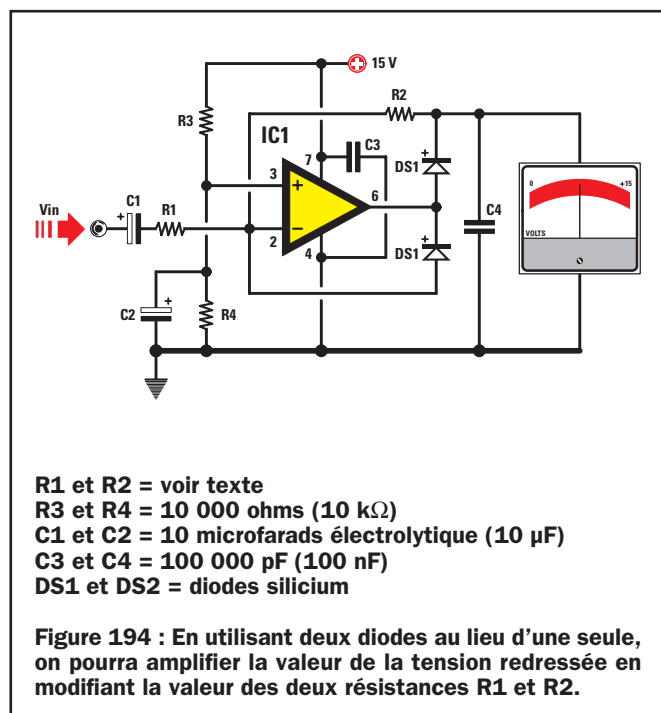 15 V
R2
R3
IC1
C3
7
DS1
3
+
+
Vin
C1
+
R1
6
C4
0
+15
VOLTS
–
2
4
+
DS1
C2
+
R4
R1 et R2 = voir texte
R3 et R4 = 10 000 ohms (10 kΩ)
C1 et C2 = 10 microfarads électrolytique (10 µF)
C3 et C4 = 100 000 pF (100 nF)
DS1 et DS2 = diodes silicium
Figure 194 : En utilisant deux diodes au lieu d’une seule,
on pourra amplifier la valeur de la tension redressée en
modifiant la valeur des deux résistances R1 et R2.